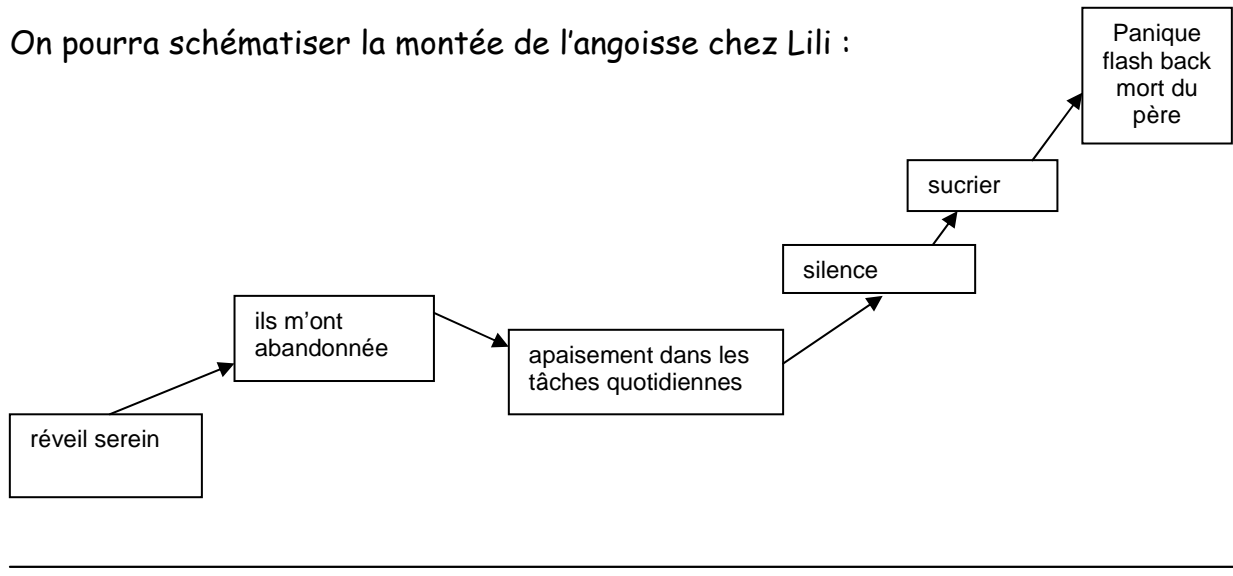 On pourra schématiser la montée de l'angoisse chez Lili :
réveil serein
ils m'ont
abandonnée
apaisement dans les
tâches quotidiennes
silence
sucrier
Panique
flash back
mort du
père